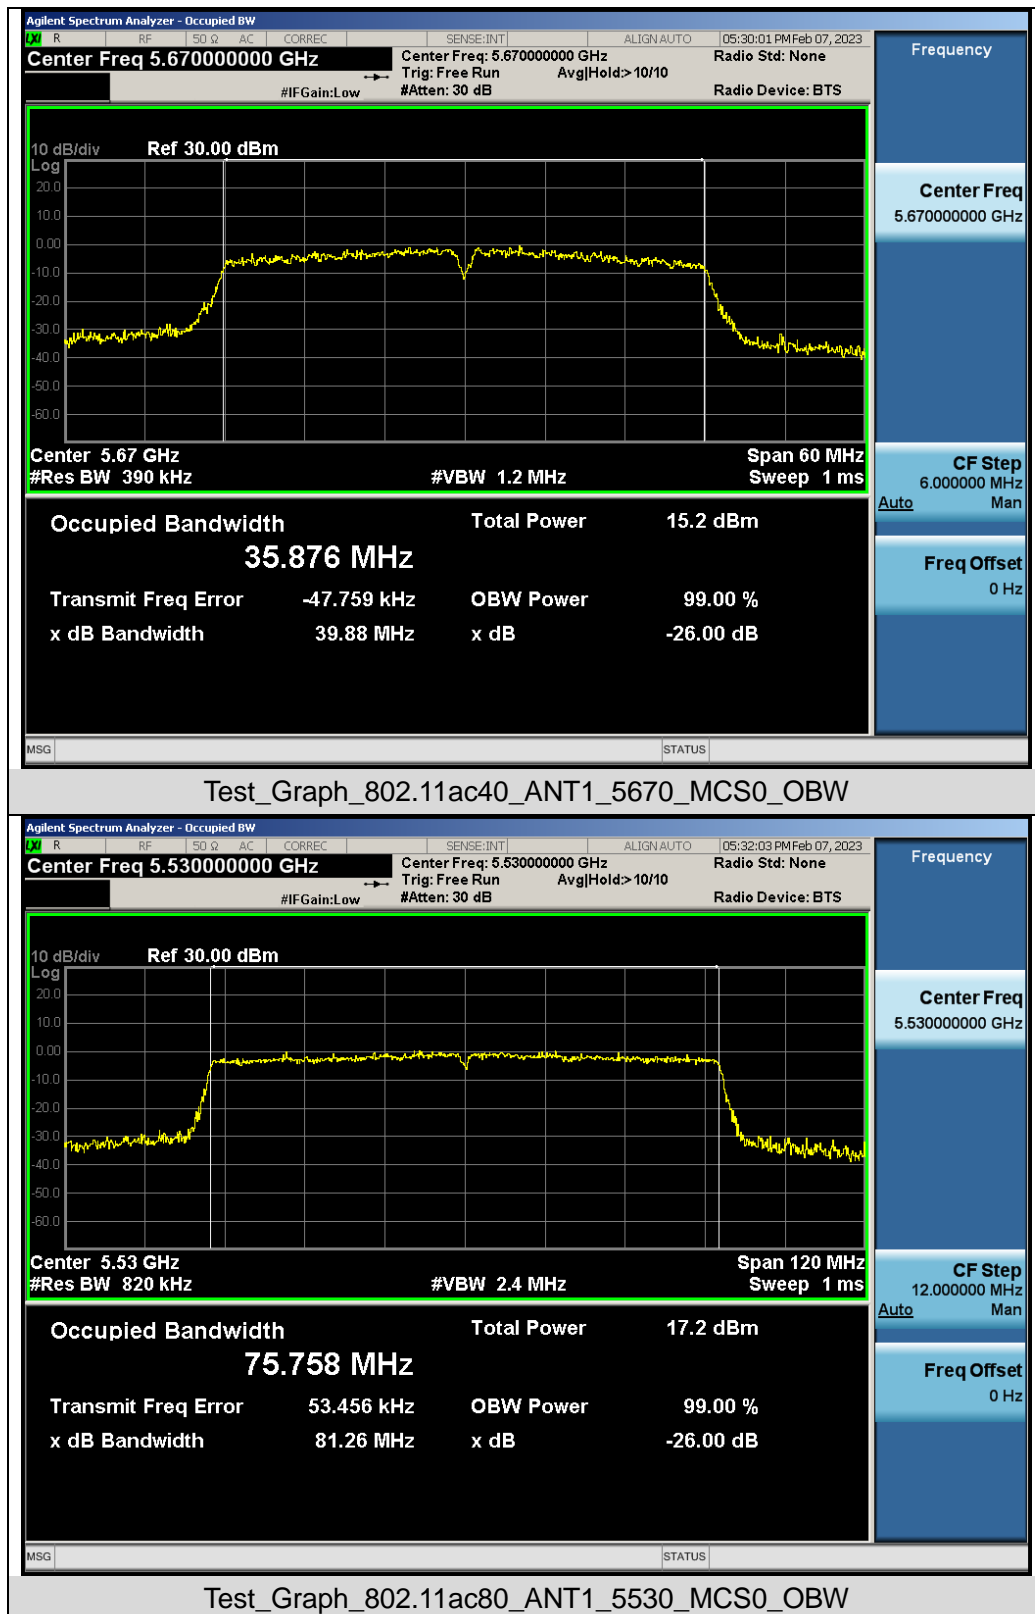 Agilent Spectrum Analyzer - Occupied BW
LXI R RF 50 Ω AC CORREC SENSE:INT ALIGN AUTO 05:30:01 PM Feb 07, 2023
Center Freq 5.670000000 GHz
Center Freq: 5.670000000 GHz Radio Std: None
Trig: Free Run Avg|Hold:> 10/10
#IFGain:Low #Atten: 30 dB Radio Device: BTS
Frequency
10 dB/div Ref 30.00 dBm
Log
20.0
10.0
0.00
-10.0
-20.0
-30.0
-40.0
-50.0
-60.0
Center 5.67 GHz Span 60 MHz
#Res BW 390 kHz #VBW 1.2 MHz Sweep 1 ms
Center Freq
5.670000000 GHz
CF Step
6.000000 MHz
Auto Man
Freq Offset
0 Hz
Occupied Bandwidth Total Power 15.2 dBm
35.876 MHz
Transmit Freq Error -47.759 kHz OBW Power 99.00 %
x dB Bandwidth 39.88 MHz x dB -26.00 dB
MSG STATUS
Test_Graph_802.11ac40_ANT1_5670_MCS0_OBW
Agilent Spectrum Analyzer - Occupied BW
LXI R RF 50 Ω AC CORREC SENSE:INT ALIGN AUTO 05:32:03 PM Feb 07, 2023
Center Freq 5.530000000 GHz
Center Freq: 5.530000000 GHz Radio Std: None
Trig: Free Run Avg|Hold:> 10/10
#IFGain:Low #Atten: 30 dB Radio Device: BTS
Frequency
10 dB/div Ref 30.00 dBm
Log
20.0
10.0
0.00
-10.0
-20.0
-30.0
-40.0
-50.0
-60.0
Center 5.53 GHz Span 120 MHz
#Res BW 820 kHz #VBW 2.4 MHz Sweep 1 ms
Center Freq
5.530000000 GHz
CF Step
12.000000 MHz
Auto Man
Freq Offset
0 Hz
Occupied Bandwidth Total Power 17.2 dBm
75.758 MHz
Transmit Freq Error 53.456 kHz OBW Power 99.00 %
x dB Bandwidth 81.26 MHz x dB -26.00 dB
MSG STATUS
Test_Graph_802.11ac80_ANT1_5530_MCS0_OBW